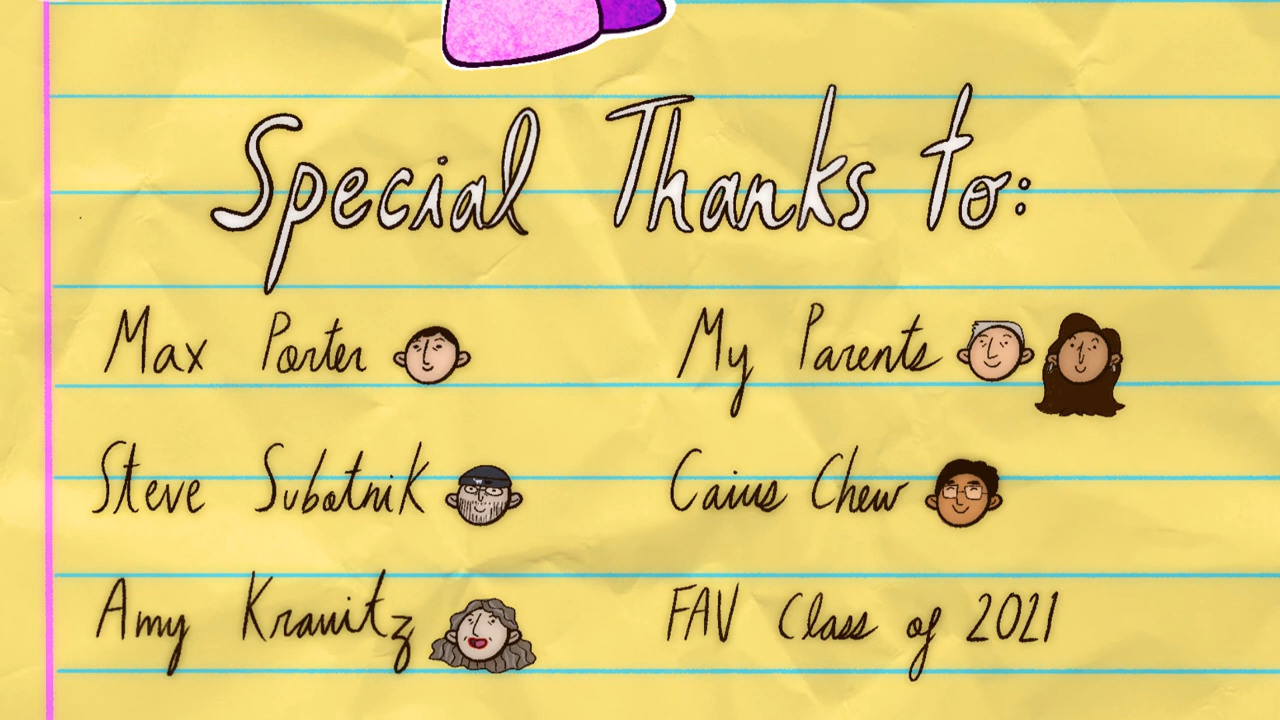 Special Thanks to:
Max Porter
My Parents
Steve Subotnik
Caius Chew
Amy Kravitz
FAV Class of 2021